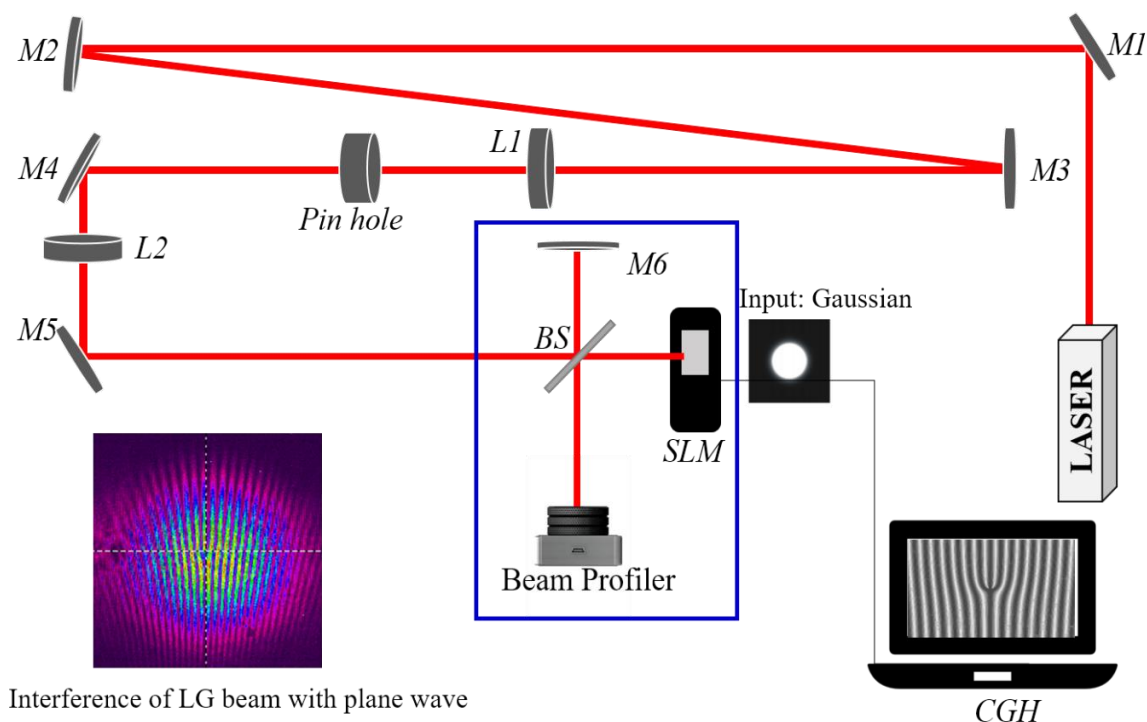 M1
M2
L1
M4
M3
Pin hole
L2
M6
Input: Gaussian
M5
BS
LASER
SLM
Beam Profiler
Interference of LG beam with plane wave
CGH